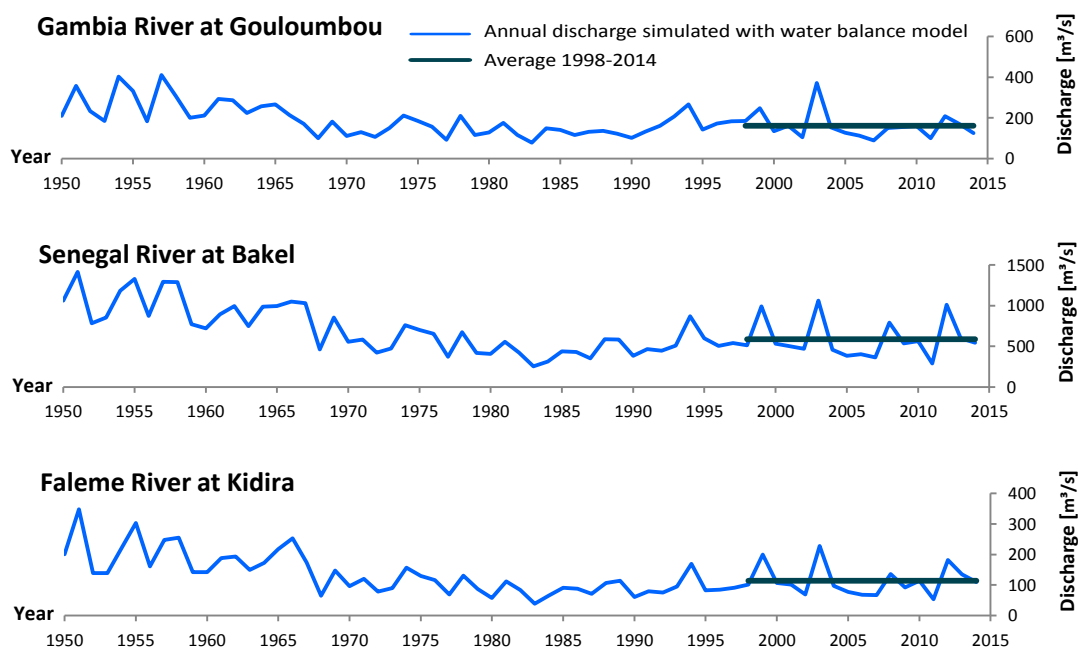 Gambia River at Gouloumbou
Annual discharge simulated with water balance model
Average 1998-2014
Discharge [m³/s]
600
400
200
0
Year
1950 1955 1960 1965 1970 1975 1980 1985 1990 1995 2000 2005 2010 2015
Senegal River at Bakel
Discharge [m³/s]
1500
1000
500
0
Year
1950 1955 1960 1965 1970 1975 1980 1985 1990 1995 2000 2005 2010 2015
Faleme River at Kidira
Discharge [m³/s]
400
300
200
100
0
Year
1950 1955 1960 1965 1970 1975 1980 1985 1990 1995 2000 2005 2010 2015